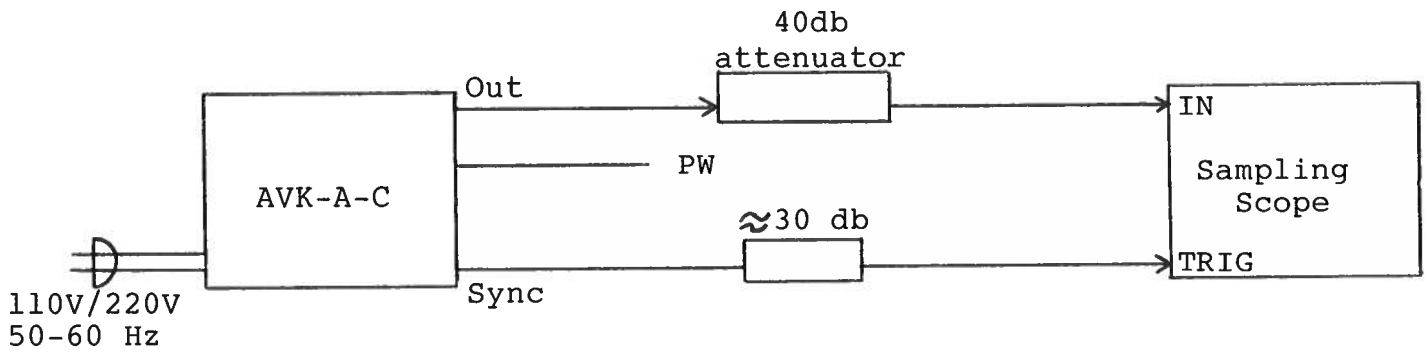 40db
attenuator
Out
IN
PW
AVK-A-C
Sampling
Scope
≈30 db
TRIG
Sync
110V/220V
50-60 Hz